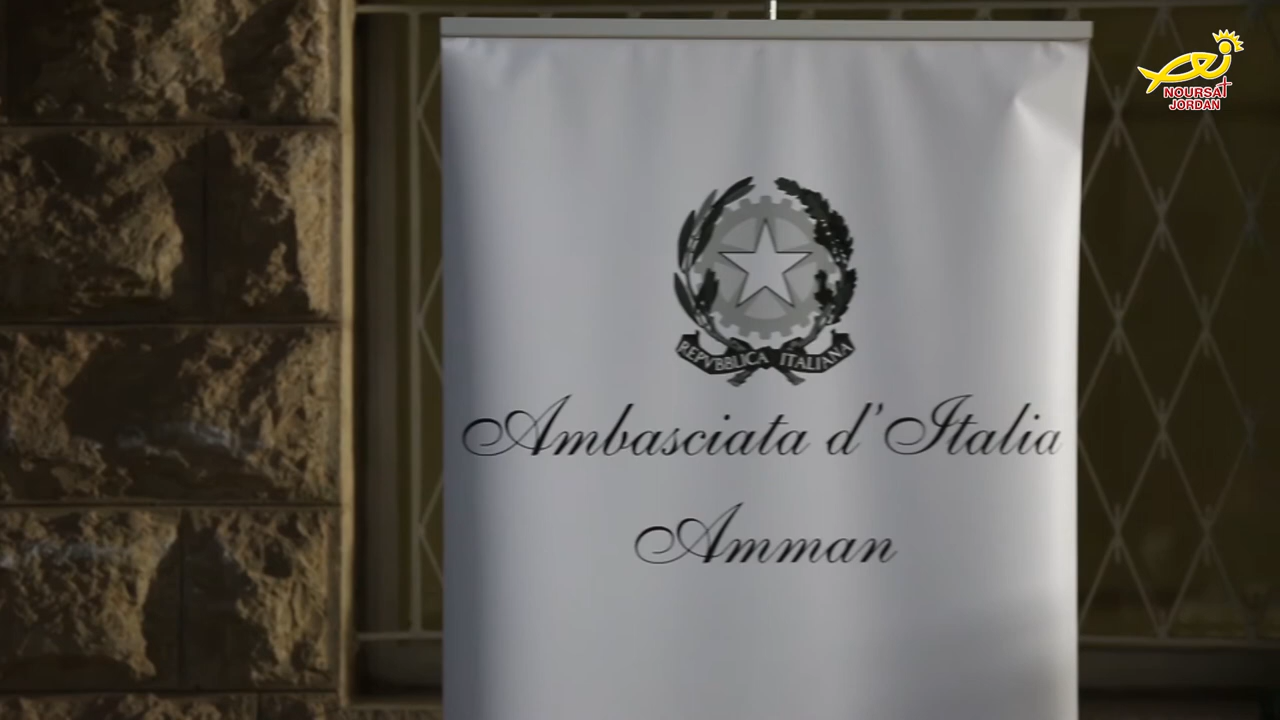 NOURSAT
JORDAN
REPVBBLICA ITALIANA
Ambasciata d'Italia
Amman